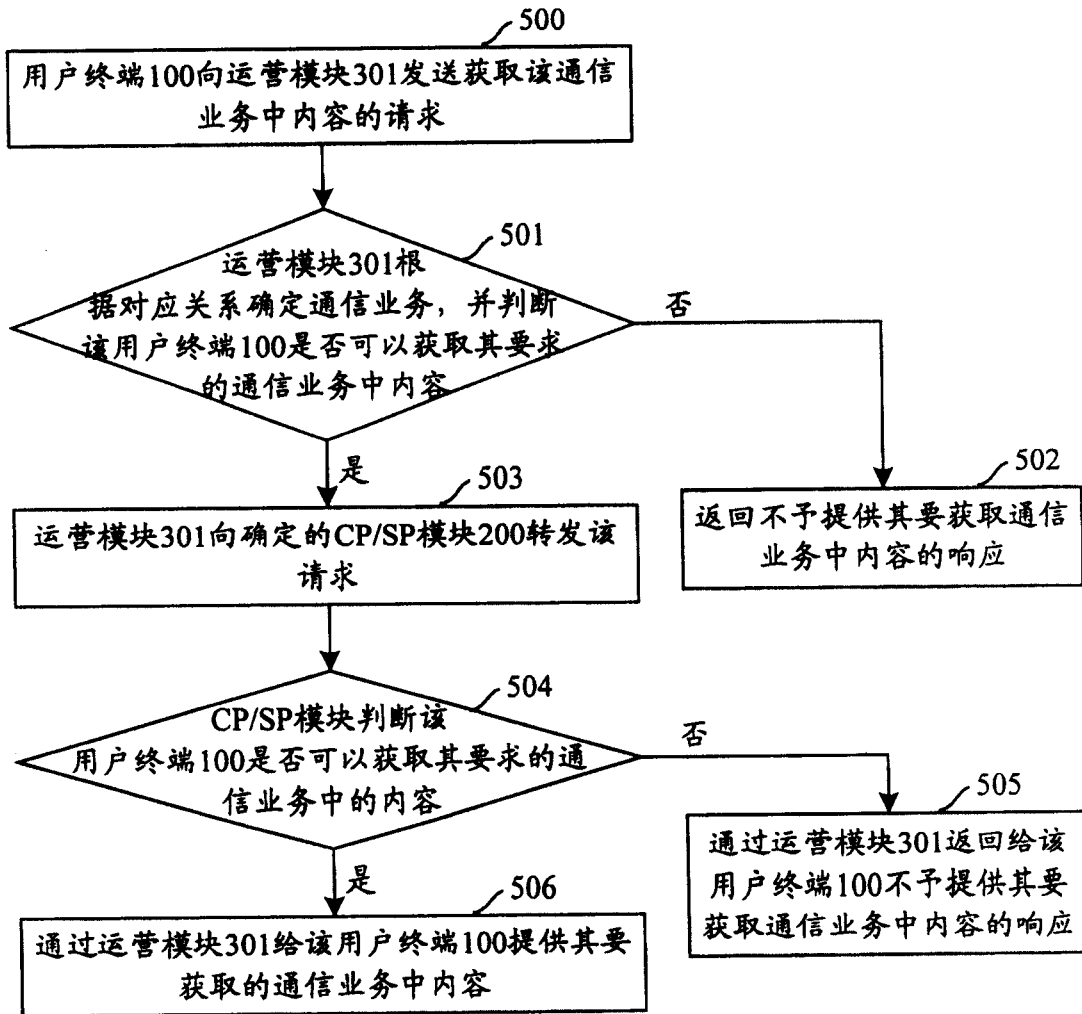 500
用户终端100向运营模块301发送获取该通信
业务中内容的请求
501
运营模块301根
据对应关系确定通信业务，并判断
该用户终端100是否可以获取其要求
的通信业务中内容
否
是
502
返回不予提供其要获取通信
业务中内容的响应
503
运营模块301向确定的CP/SP模块200转发该
请求
504
CP/SP模块判断该
用户终端100是否可以获取其要求的通
信业务中的内容
否
是
505
通过运营模块301返回给该
用户终端100不予提供其要
获取通信业务中内容的响应
506
通过运营模块301给该用户终端100提供其要
获取的通信业务中内容